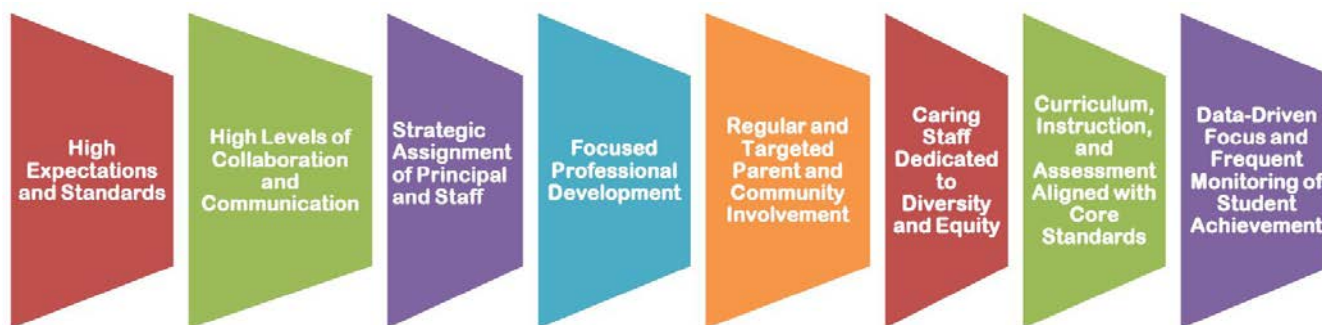 High
Expectations
and Standards
High Levels of
Collaboration
and
Communication
Strategic
Assignment
of Principal
and Staff
Focused
Professional
Development
Regular and
Targeted
Parent and
Community
Involvement
Caring
Staff
Dedicated
to
Diversity
and Equity
Curriculum,
Instruction,
and
Assessment
Aligned with
Core
Standards
Data-Driven
Focus and
Frequent
Monitoring of
Student
Achievement